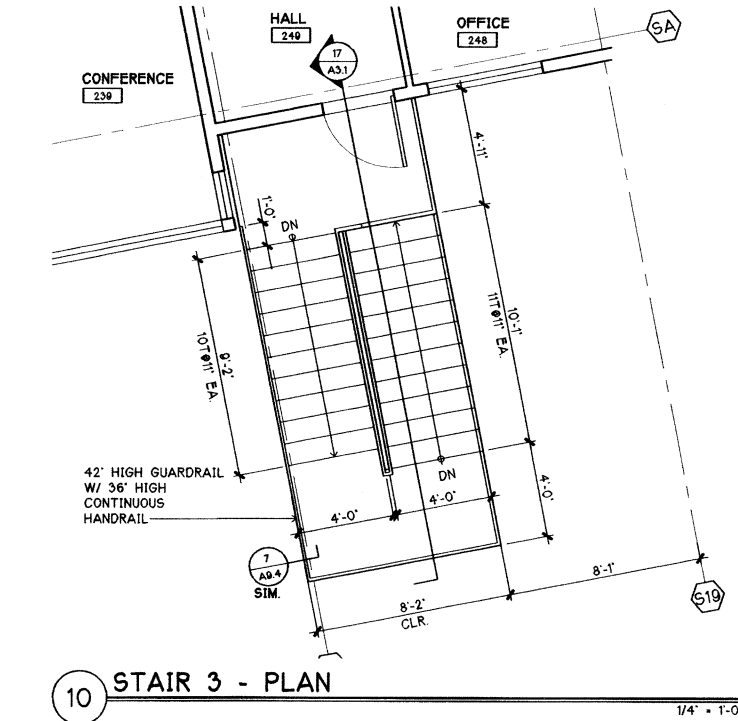 HALL
249
OFFICE
248
SA
17
A3.1
CONFERENCE
239
4'-11"
1'-0"
DN
10'-1"
11T@11" EA.
9'-2"
10T@11" EA.
42" HIGH GUARDRAIL
W/ 36" HIGH
CONTINUOUS
HANDRAIL
DN
4'-0"
4'-0"
4'-0"
7
A9.4
SIM.
8'-2"
CLR.
8'-1"
S19
10
STAIR 3 - PLAN
1/4" = 1'-0